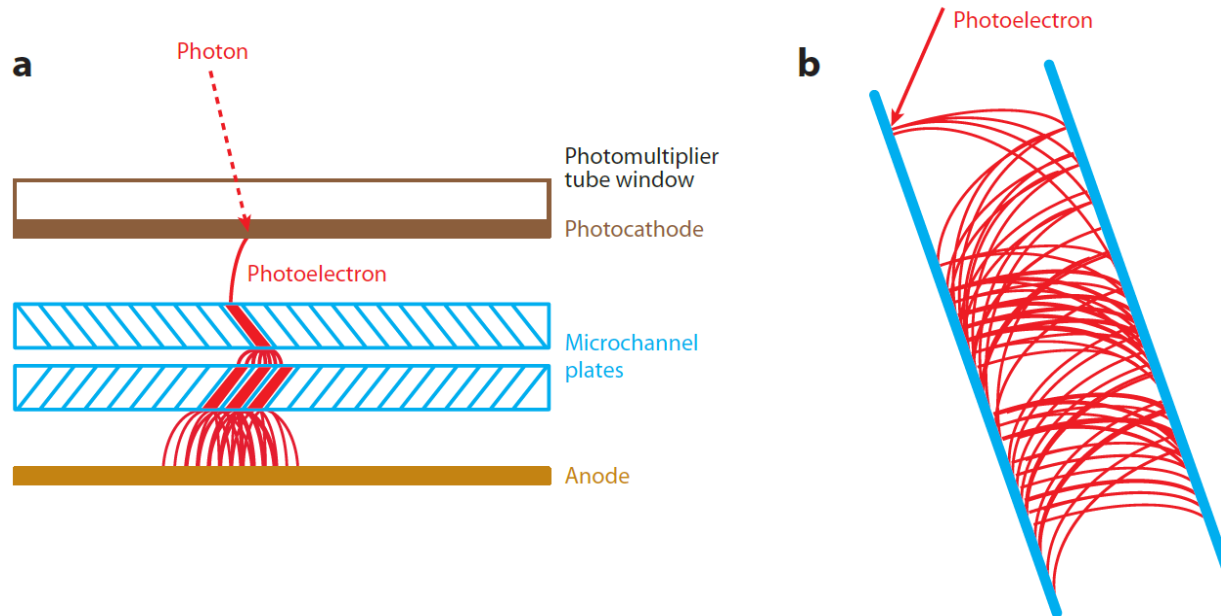 a
Photon
Photomultiplier
tube window
Photocathode
Photoelectron
Microchannel
plates
Anode
b
Photoelectron